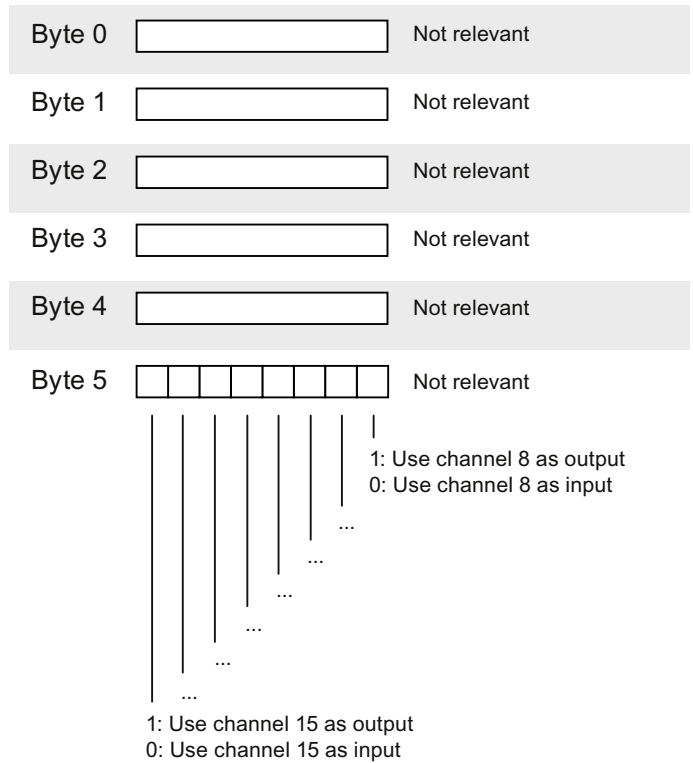 Byte 0 Not relevant
Byte 1 Not relevant
Byte 2 Not relevant
Byte 3 Not relevant
Byte 4 Not relevant
Byte 5 Not relevant
1: Use channel 8 as output
0: Use channel 8 as input
...
...
...
...
...
...
1: Use channel 15 as output
0: Use channel 15 as input